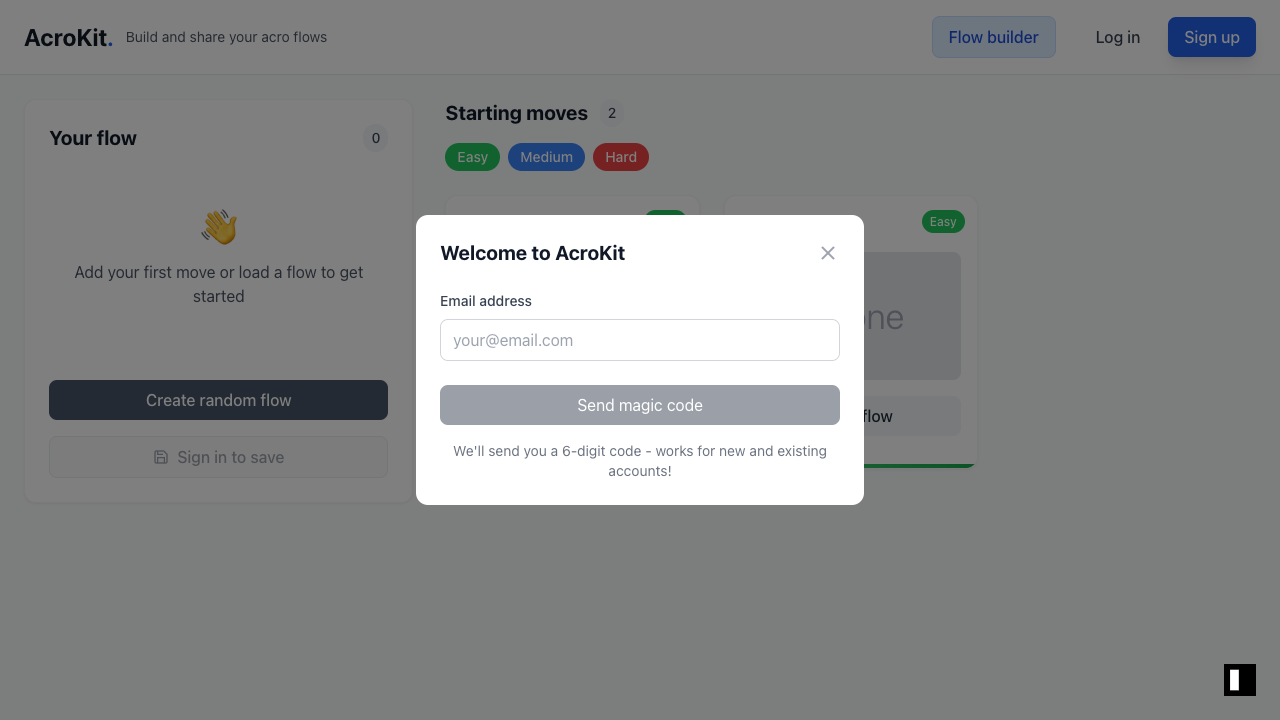 AcroKit.
Build and share your acro flows
Flow builder
Log in
Sign up
Your flow
0
Add your first move or load a flow to get
started
Create random flow
Sign in to save
Starting moves
2
Easy
Medium
Hard
Easy
flow
Welcome to AcroKit
Email address
your@email.com
Send magic code
We'll send you a 6-digit code - works for new and existing
accounts!